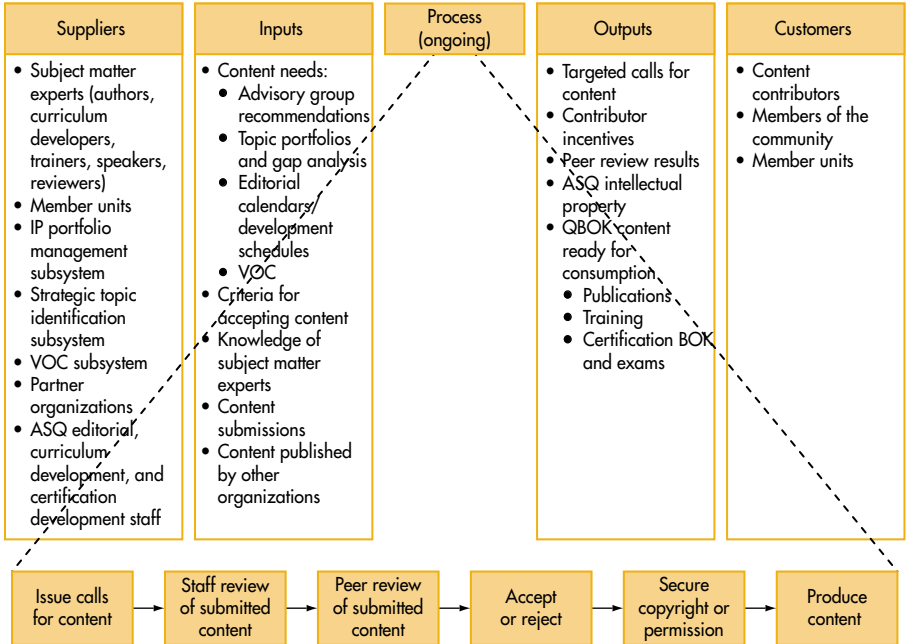 Suppliers
• Subject matter
experts (authors,
curriculum
developers,
trainers, speakers,
reviewers)
• Member units
• IP portfolio
management
subsystem
• Strategic topic
identification
subsystem
• VOC subsystem
• Partner
organizations
• ASQ editorial,
curriculum
development, and
certification
development staff
Inputs
• Content needs:
• Advisory group
recommendations
• Topic portfolios
and gap analysis
• Editorial
calendars/
development
schedules
• VOC
• Criteria for
accepting content
• Knowledge of
subject matter
experts
• Content
submissions
• Content published
by other
organizations
Process
(ongoing)
Outputs
• Targeted calls for
content
• Contributor
incentives
• Peer review results
• ASQ intellectual
property
• QBOK content
ready for
consumption
• Publications
• Training
• Certification BOK
and exams
Customers
• Content
contributors
• Members of the
community
• Member units
Issue calls
for content
Staff review
of submitted
content
Peer review
of submitted
content
Accept
or reject
Secure
copyright or
permission
Produce
content